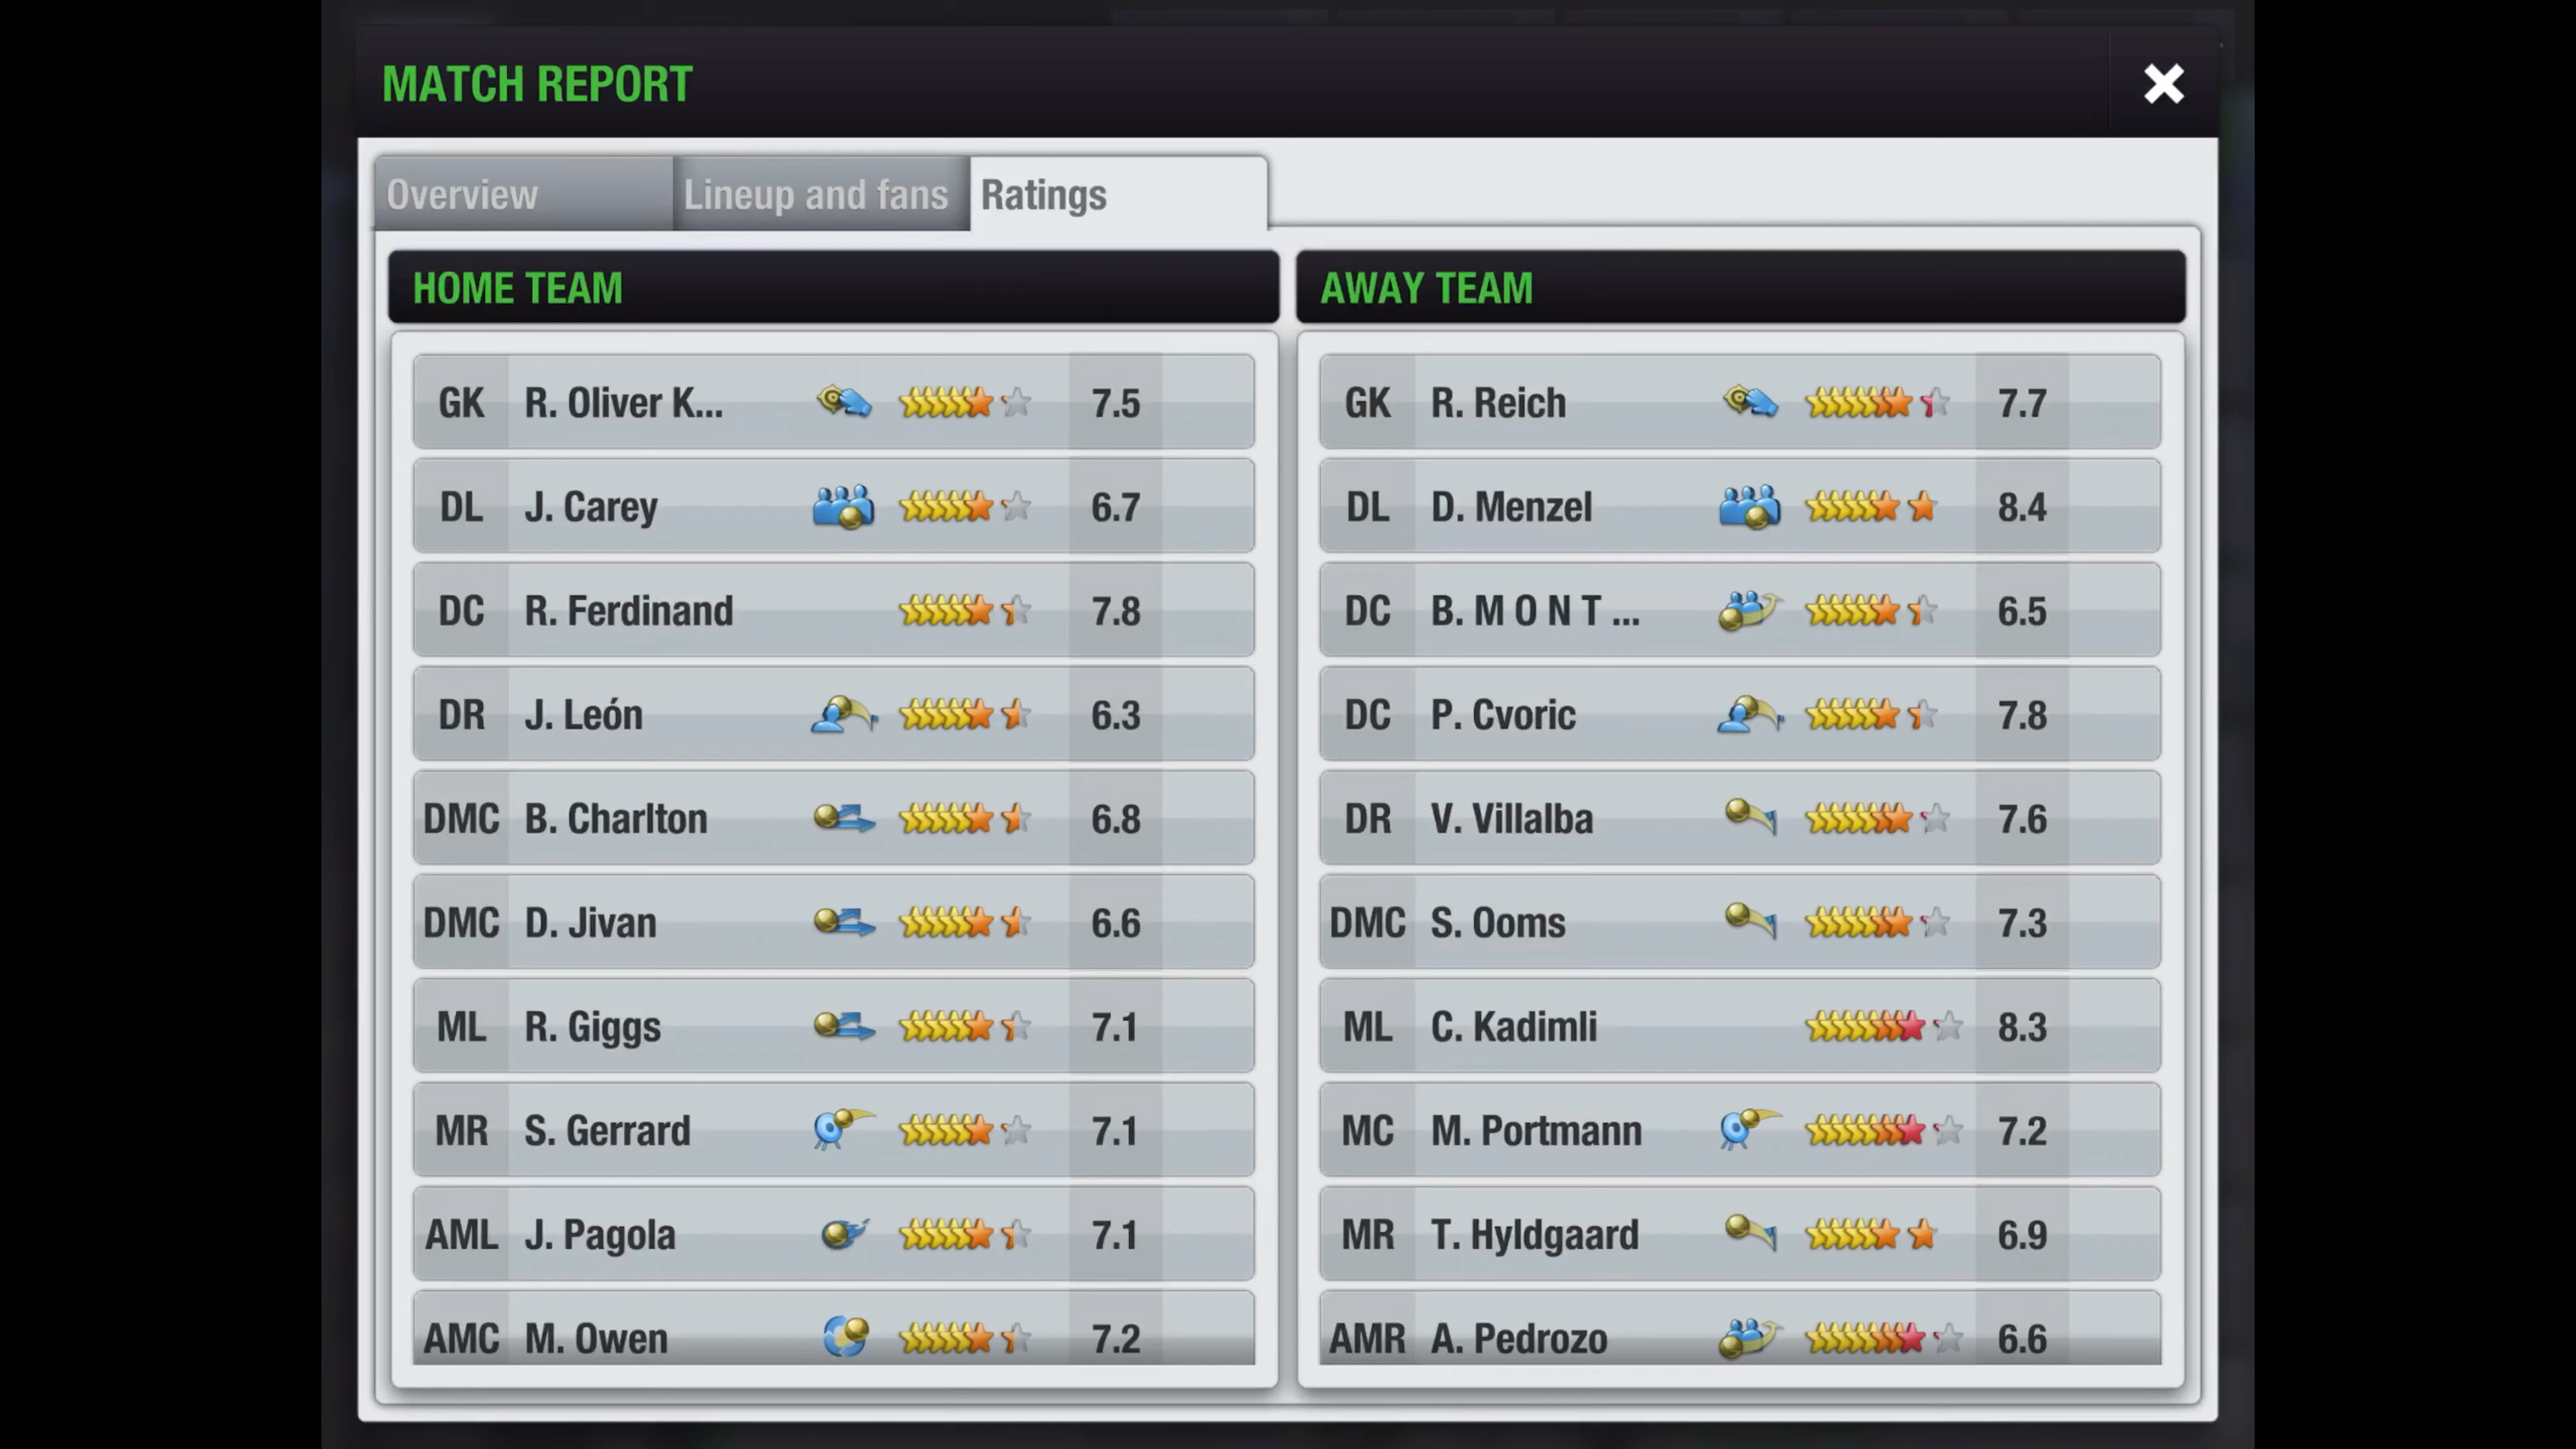 MATCH REPORT
Overview Lineup and fans Ratings
HOME TEAM AWAY TEAM
GK R. Oliver K... 7.5 GK R. Reich 7.7
DL J. Carey 6.7 DL D. Menzel 8.4
DC R. Ferdinand 7.8 DC B. M O N T ... 6.5
DR J. León 6.3 DC P. Cvoric 7.8
DMC B. Charlton 6.8 DR V. Villalba 7.6
DMC D. Jivan 6.6 DMC S. Ooms 7.3
ML R. Giggs 7.1 ML C. Kadimli 8.3
MR S. Gerrard 7.1 MC M. Portmann 7.2
AML J. Pagola 7.1 MR T. Hyldgaard 6.9
AMC M. Owen 7.2 AMR A. Pedrozo 6.6